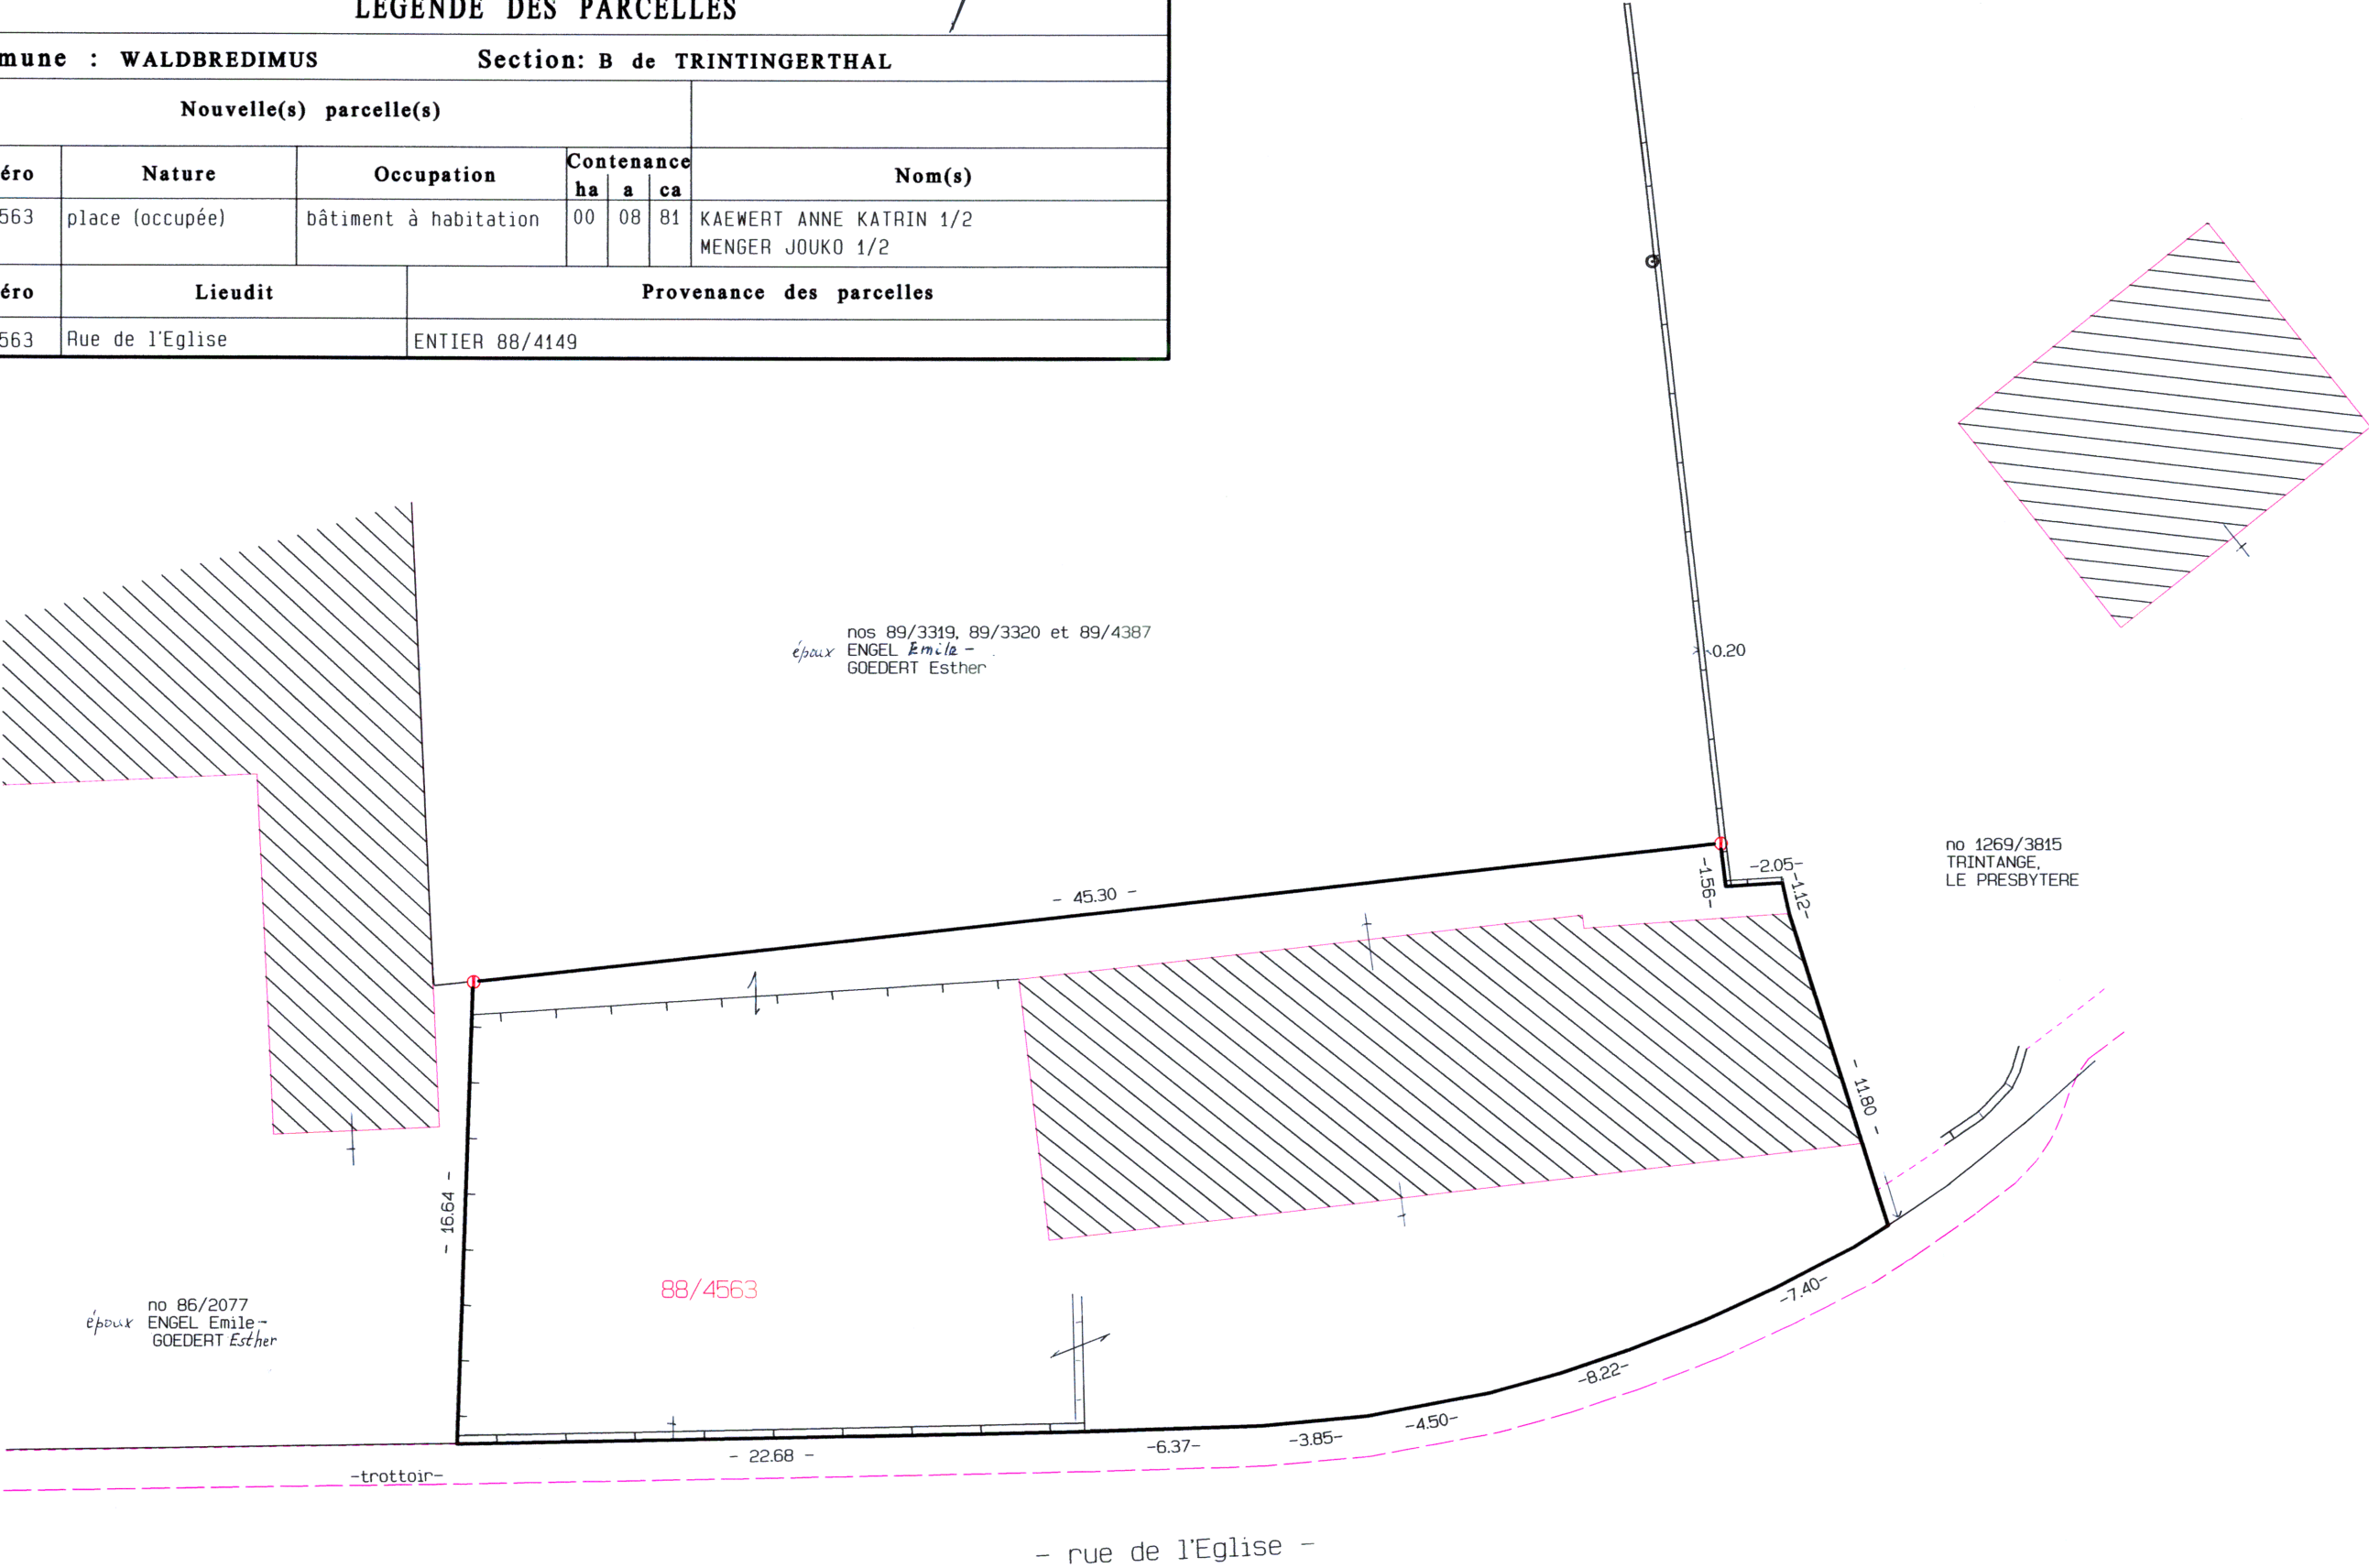 LEGENDE DES PARCELLES
mune : WALDBREDIMUS Section: B de TRINTINGERTHAL
Nouvelle(s) parcelle(s)
éro Nature Occupation Contenance Nom(s)
ha a ca
563 place (occupée) bâtiment à habitation 00 08 81 KAEWERT ANNE KATRIN 1/2
MENGER JOUKO 1/2
éro Lieudit Provenance des parcelles
563 Rue de l'Eglise ENTIER 88/4149
nos 89/3319, 89/3320 et 89/4387
époux ENGEL Emile -
GOEDERT Esther
0.20
no 1269/3815
TRINTANGE,
LE PRESBYTERE
- 45.30 -
-1.56-
-2.05-
-1.12-
- 11.80 -
- 16.64 -
88/4563
no 86/2077
époux ENGEL Emile-
GOEDERT Esther
-7.40-
-8.22-
-4.50-
-3.85-
-6.37-
- 22.68 -
-trottoir-
- rue de l'Eglise -